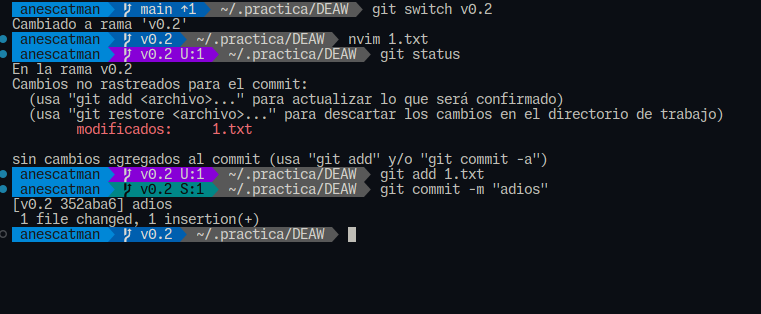 anescatman main ↑1 ~/.practica/DEAW git switch v0.2
Cambiado a rama 'v0.2'
anescatman v0.2 ~/.practica/DEAW nvim 1.txt
anescatman v0.2 U:1 ~/.practica/DEAW git status
En la rama v0.2
Cambios no rastreados para el commit:
(usa "git add <archivo>..." para actualizar lo que será confirmado)
(usa "git restore <archivo>..." para descartar los cambios en el directorio de trabajo)
modificados: 1.txt
sin cambios agregados al commit (usa "git add" y/o "git commit -a")
anescatman v0.2 U:1 ~/.practica/DEAW git add 1.txt
anescatman v0.2 S:1 ~/.practica/DEAW git commit -m "adios"
[v0.2 352aba6] adios
1 file changed, 1 insertion(+)
anescatman v0.2 ~/.practica/DEAW